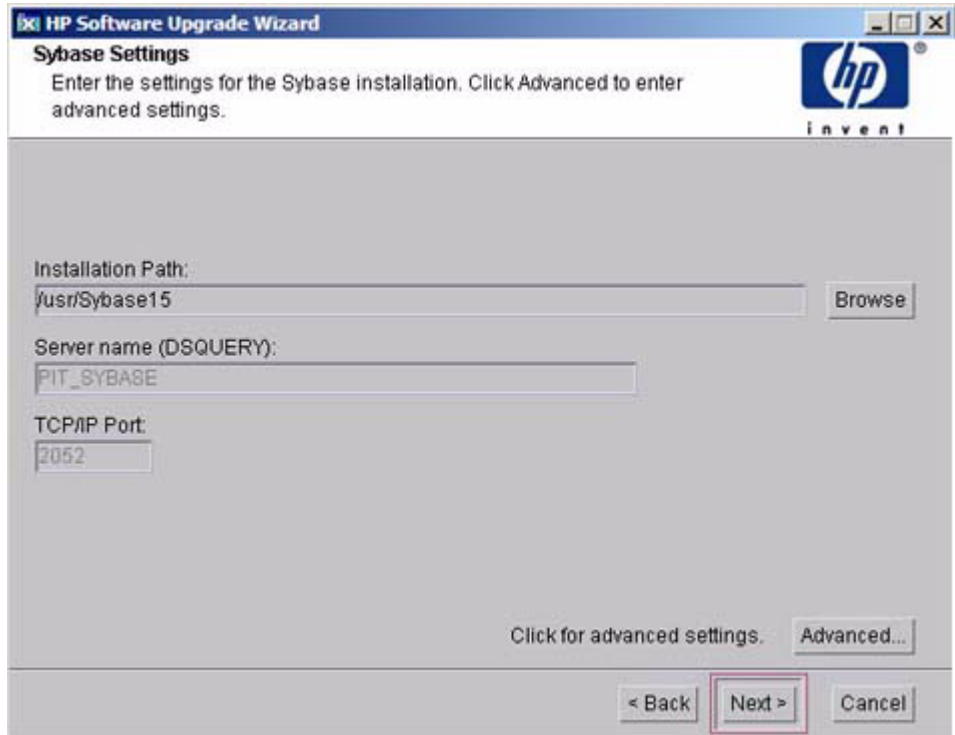 HP Software Upgrade Wizard
Sybase Settings
Enter the settings for the Sybase installation. Click Advanced to enter
advanced settings.
hp
®
invent
Installation Path:
/usr/Sybase15
Browse
Server name (DSQUERY):
PIT_SYBASE
TCP/IP Port:
2052
Click for advanced settings.
Advanced...
< Back
Next >
Cancel